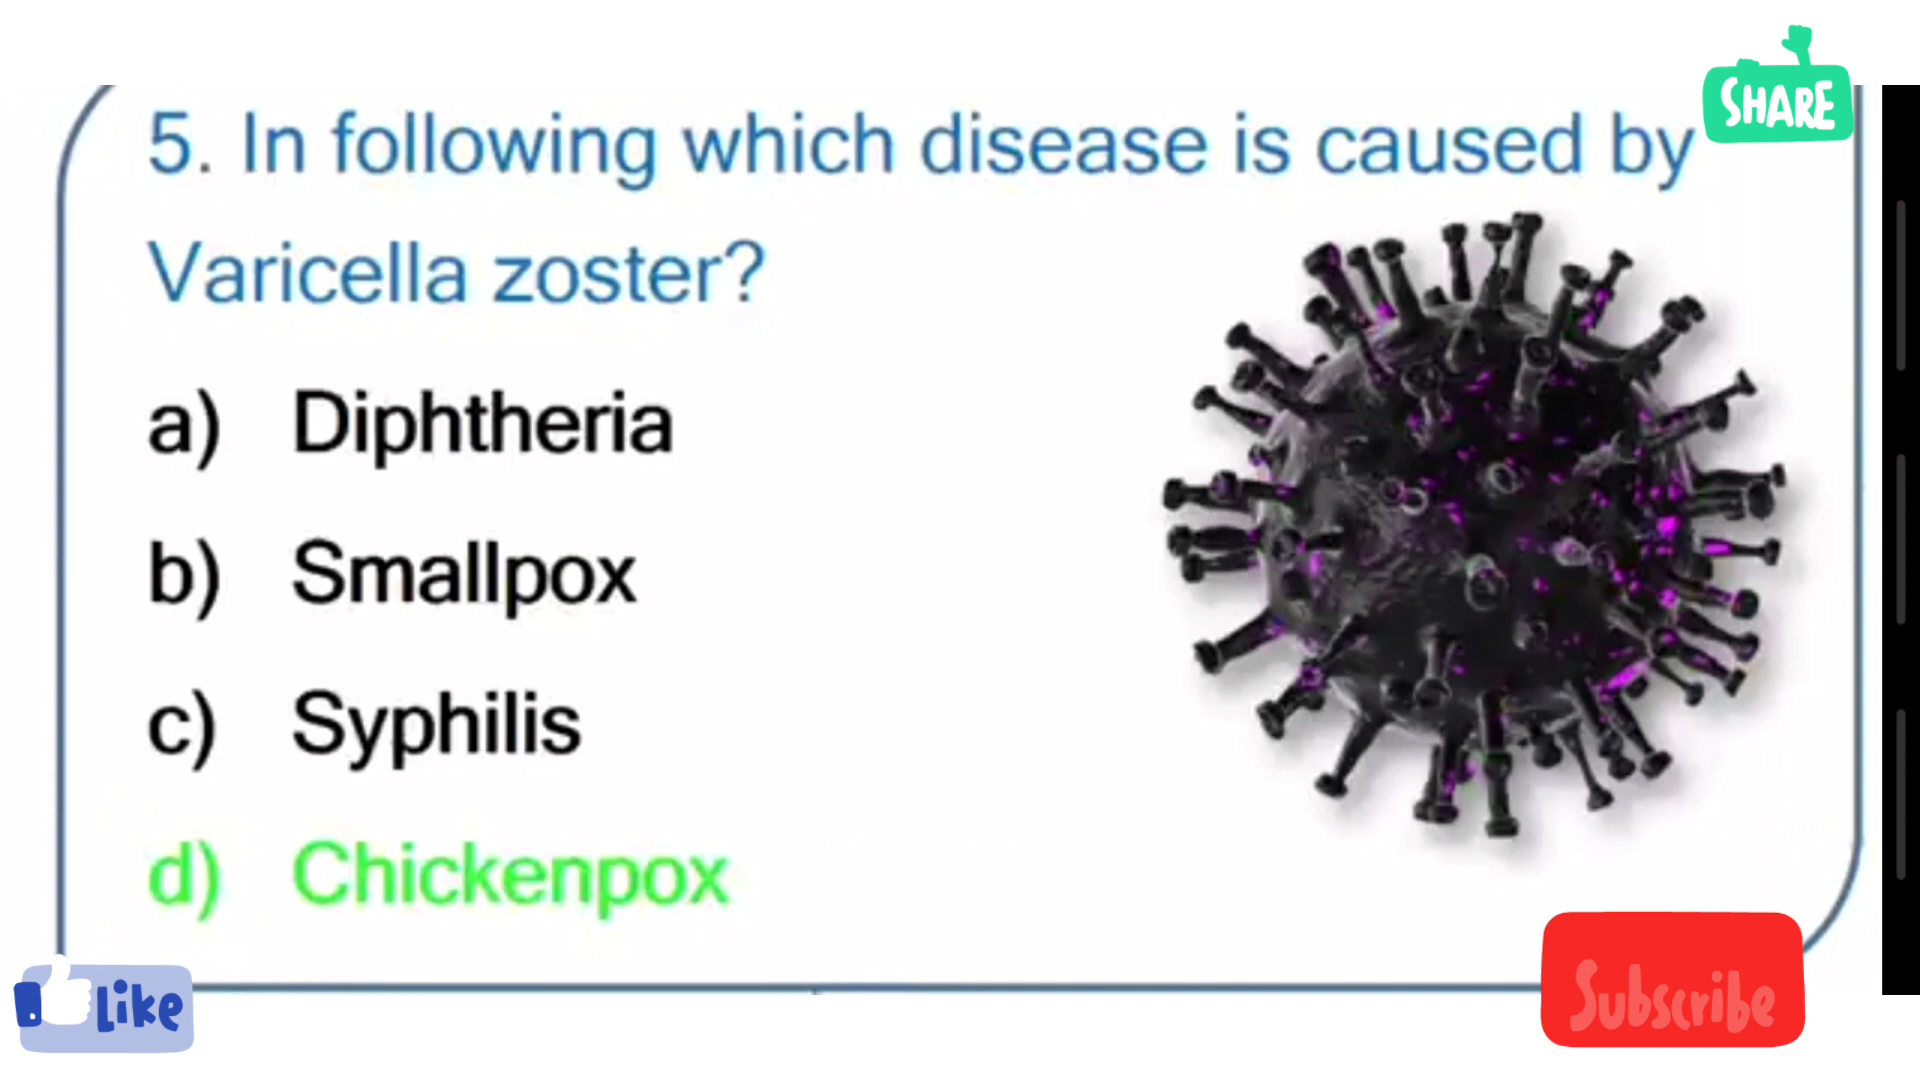 SHARE
5. In following which disease is caused by
Varicella zoster?
a) Diphtheria
b) Smallpox
c) Syphilis
d) Chickenpox
Like
Subscribe